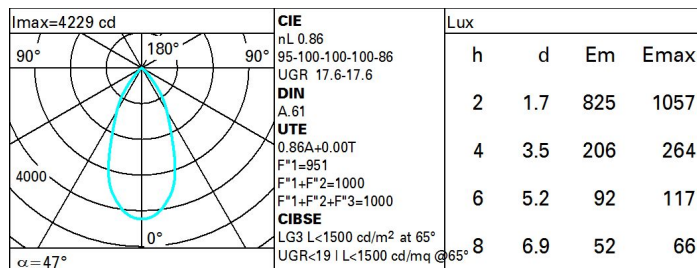 Imax=4229 cd
90°
180°
90°
4000
0°
α=47°
CIE
nL 0.86
95-100-100-100-86
UGR 17.6-17.6
DIN
A.61
UTE
0.86A+0.00T
F"1=951
F"1+F"2=1000
F"1+F"2+F"3=1000
CIBSE
LG3 L<1500 cd/m² at 65°
UGR<19 | L<1500 cd/mq @65°
Lux
h d Em Emax
2 1.7 825 1057
4 3.5 206 264
6 5.2 92 117
8 6.9 52 66